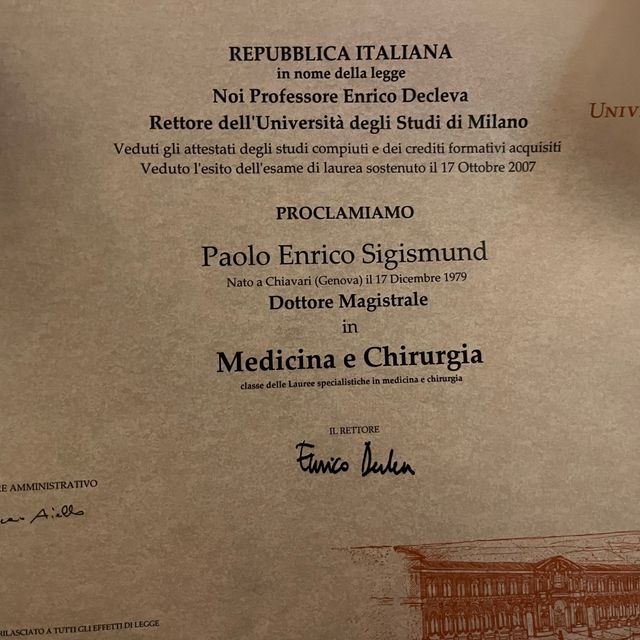 REPUBBLICA ITALIANA
in nome della legge
Noi Professore Enrico Decleva
Rettore dell'Università degli Studi di Milano
Veduti gli attestati degli studi compiuti e dei crediti formativi acquisiti
Veduto l'esito dell'esame di laurea sostenuto il 17 Ottobre 2007
PROCLAMIAMO
Paolo Enrico Sigismund
Nato a Chiavari (Genova) il 17 Dicembre 1979
Dottore Magistrale
in
Medicina e Chirurgia
classe delle Lauree specialistiche in medicina e chirurgia
IL RETTORE
Enrico Decleva
AMMINISTRATIVO
Aiello
RILASCIATO A TUTTI GLI EFFETTI DI LEGGE
UNIV